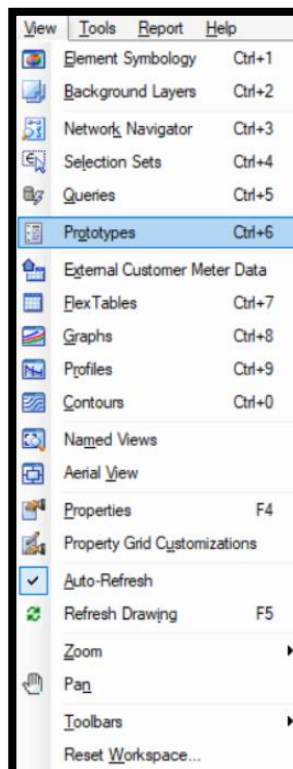 View Tools Report Help
Element Symbology Ctrl+1
Background Layers Ctrl+2
Network Navigator Ctrl+3
Selection Sets Ctrl+4
Queries Ctrl+5
Prototypes Ctrl+6
External Customer Meter Data
FlexTables Ctrl+7
Graphs Ctrl+8
Profiles Ctrl+9
Contours Ctrl+0
Named Views
Aerial View
Properties F4
Property Grid Customizations
Auto-Refresh
Refresh Drawing F5
Zoom
Pan
Toolbars
Reset Workspace...